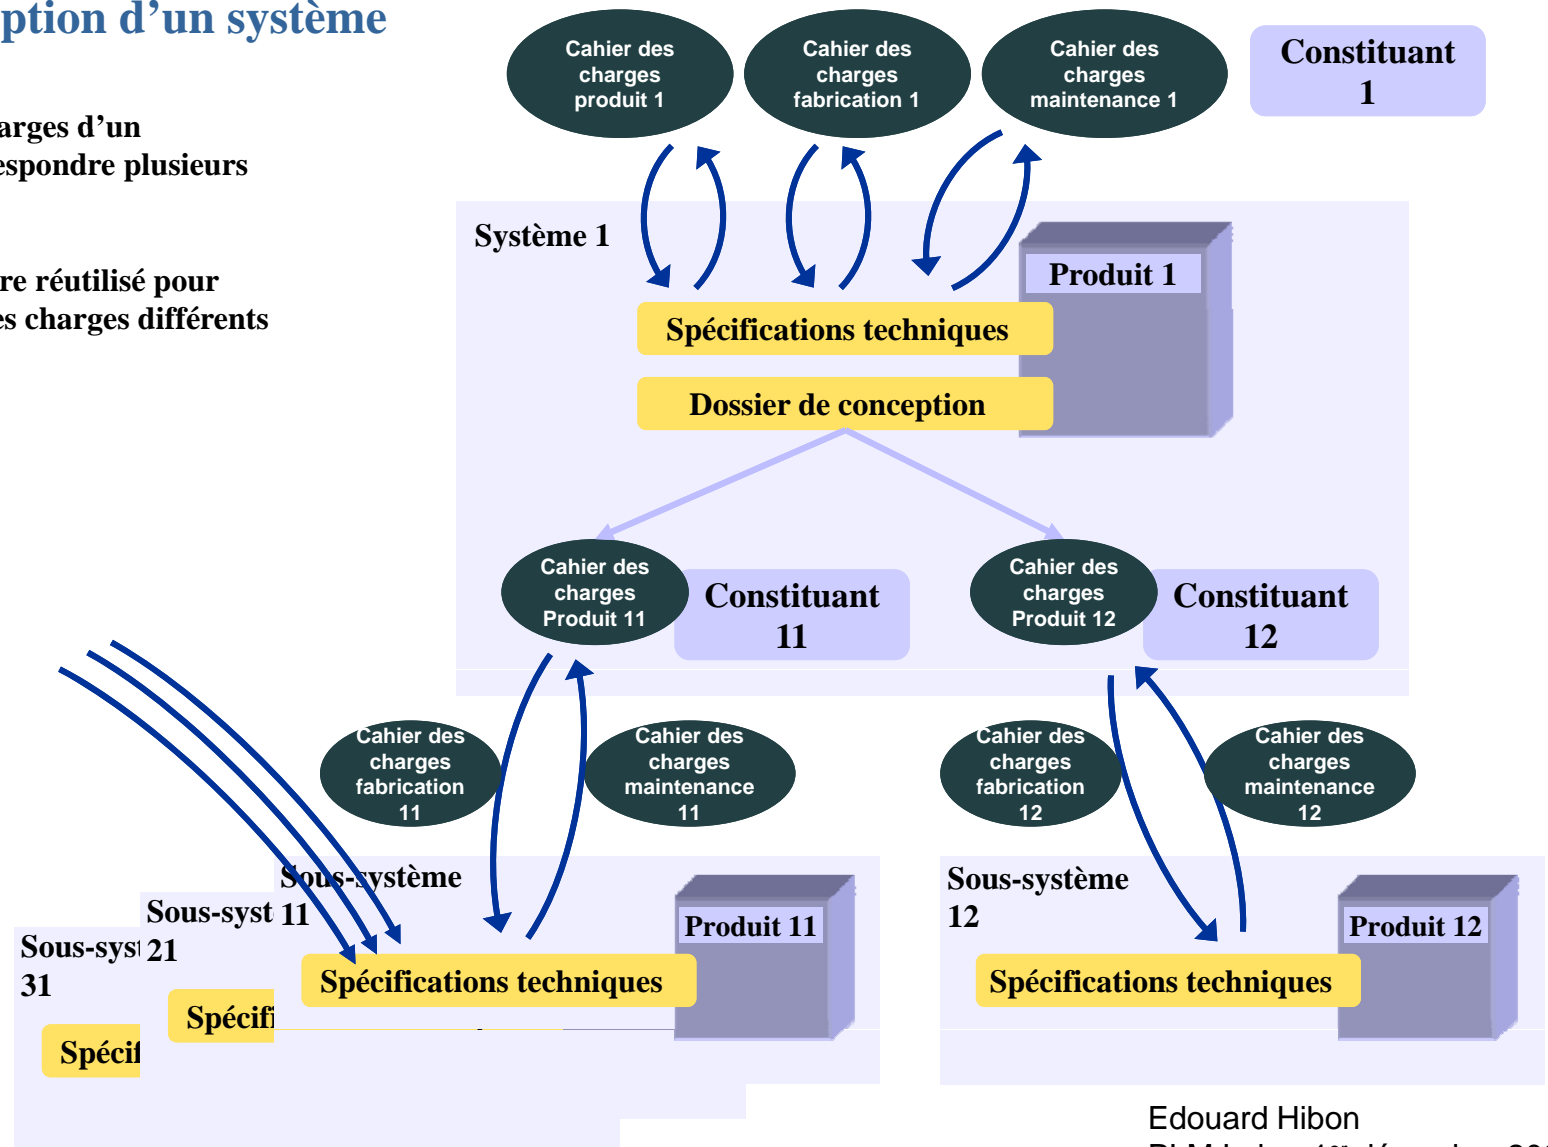 ption d’un système
arges d’un
espondre plusieurs
re réutilisé pour
es charges différents
Cahier des
charges
produit 1
Cahier des
charges
fabrication 1
Cahier des
charges
maintenance 1
Constituant
1
Système 1
Produit 1
Spécifications techniques
Dossier de conception
Cahier des
charges
Produit 11
Constituant
11
Cahier des
charges
Produit 12
Constituant
12
Cahier des
charges
fabrication
11
Cahier des
charges
maintenance
11
Cahier des
charges
fabrication
12
Cahier des
charges
maintenance
12
Sous-système
11
Produit 11
Spécifications techniques
Sous-syst
21
Spécifi
Sous-syst
31
Spécif
Sous-système
12
Produit 12
Spécifications techniques
Edouard Hibon